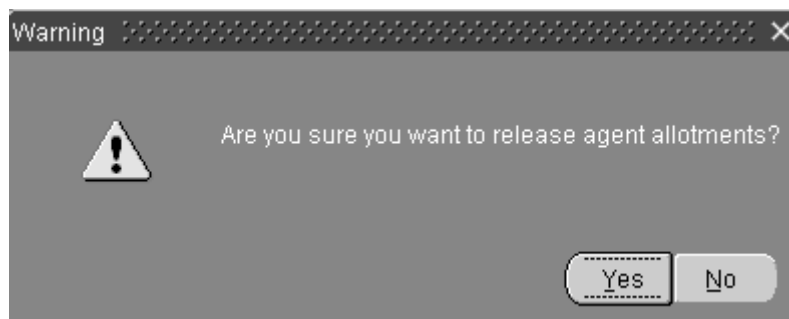 Warning
Are you sure you want to release agent allotments?
Yes No